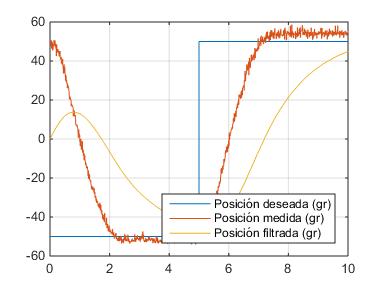 60
40
20
0
-20
-40
-60
0 2 4 6 8 10
Posición deseada (gr)
Posición medida (gr)
Posición filtrada (gr)